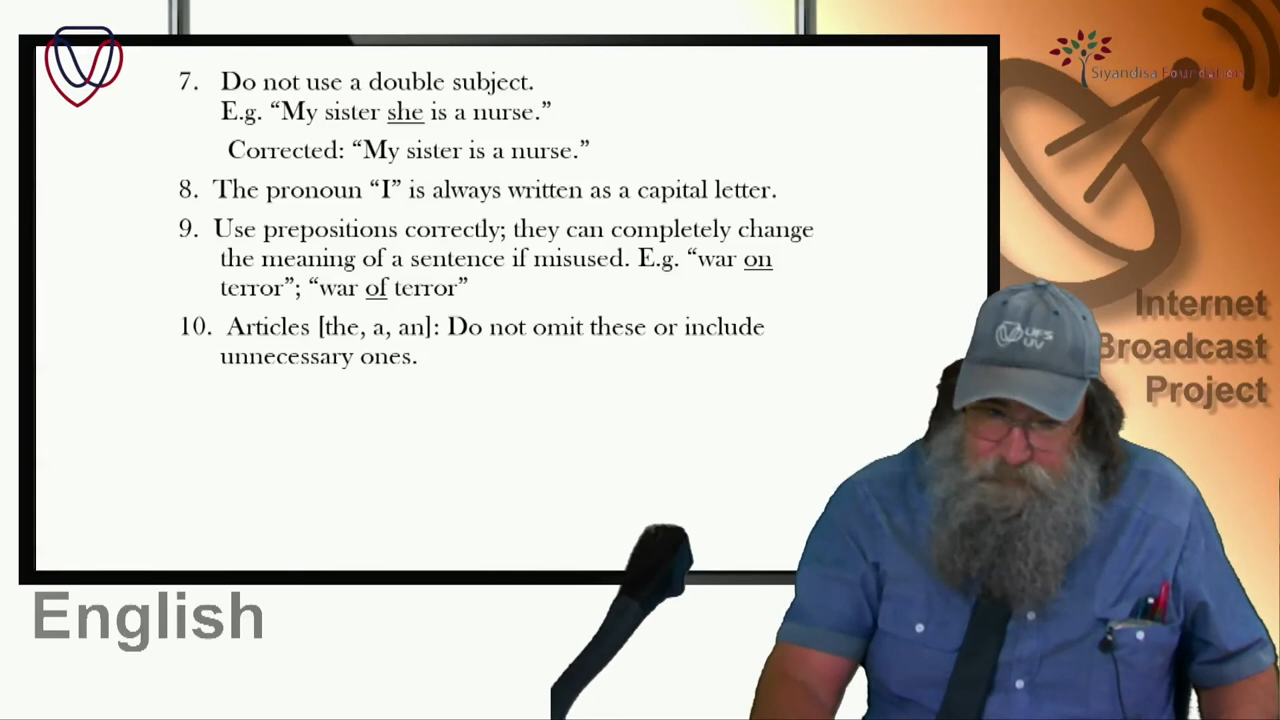 7. Do not use a double subject.
E.g. “My sister she is a nurse.”
Corrected: “My sister is a nurse.”
8. The pronoun “I” is always written as a capital letter.
9. Use prepositions correctly; they can completely change
the meaning of a sentence if misused. E.g. “war on
terror”; “war of terror”
10. Articles [the, a, an]: Do not omit these or include
unnecessary ones.
Siyandisa Foundation
Internet
Broadcast
Project
UFS
UV
English